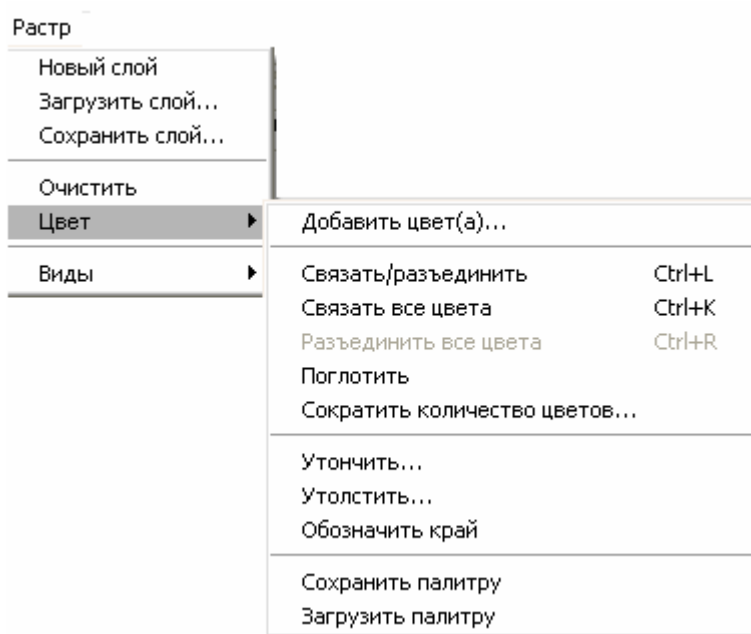 Растр
Новый слой
Загрузить слой...
Сохранить слой...
Очистить
Цвет
Виды
Добавить цвет(а)...
Связать/разъединить Ctrl+L
Связать все цвета Ctrl+K
Разъединить все цвета Ctrl+R
Поглотить
Сократить количество цветов...
Утончить...
Утолстить...
Обозначить край
Сохранить палитру
Загрузить палитру